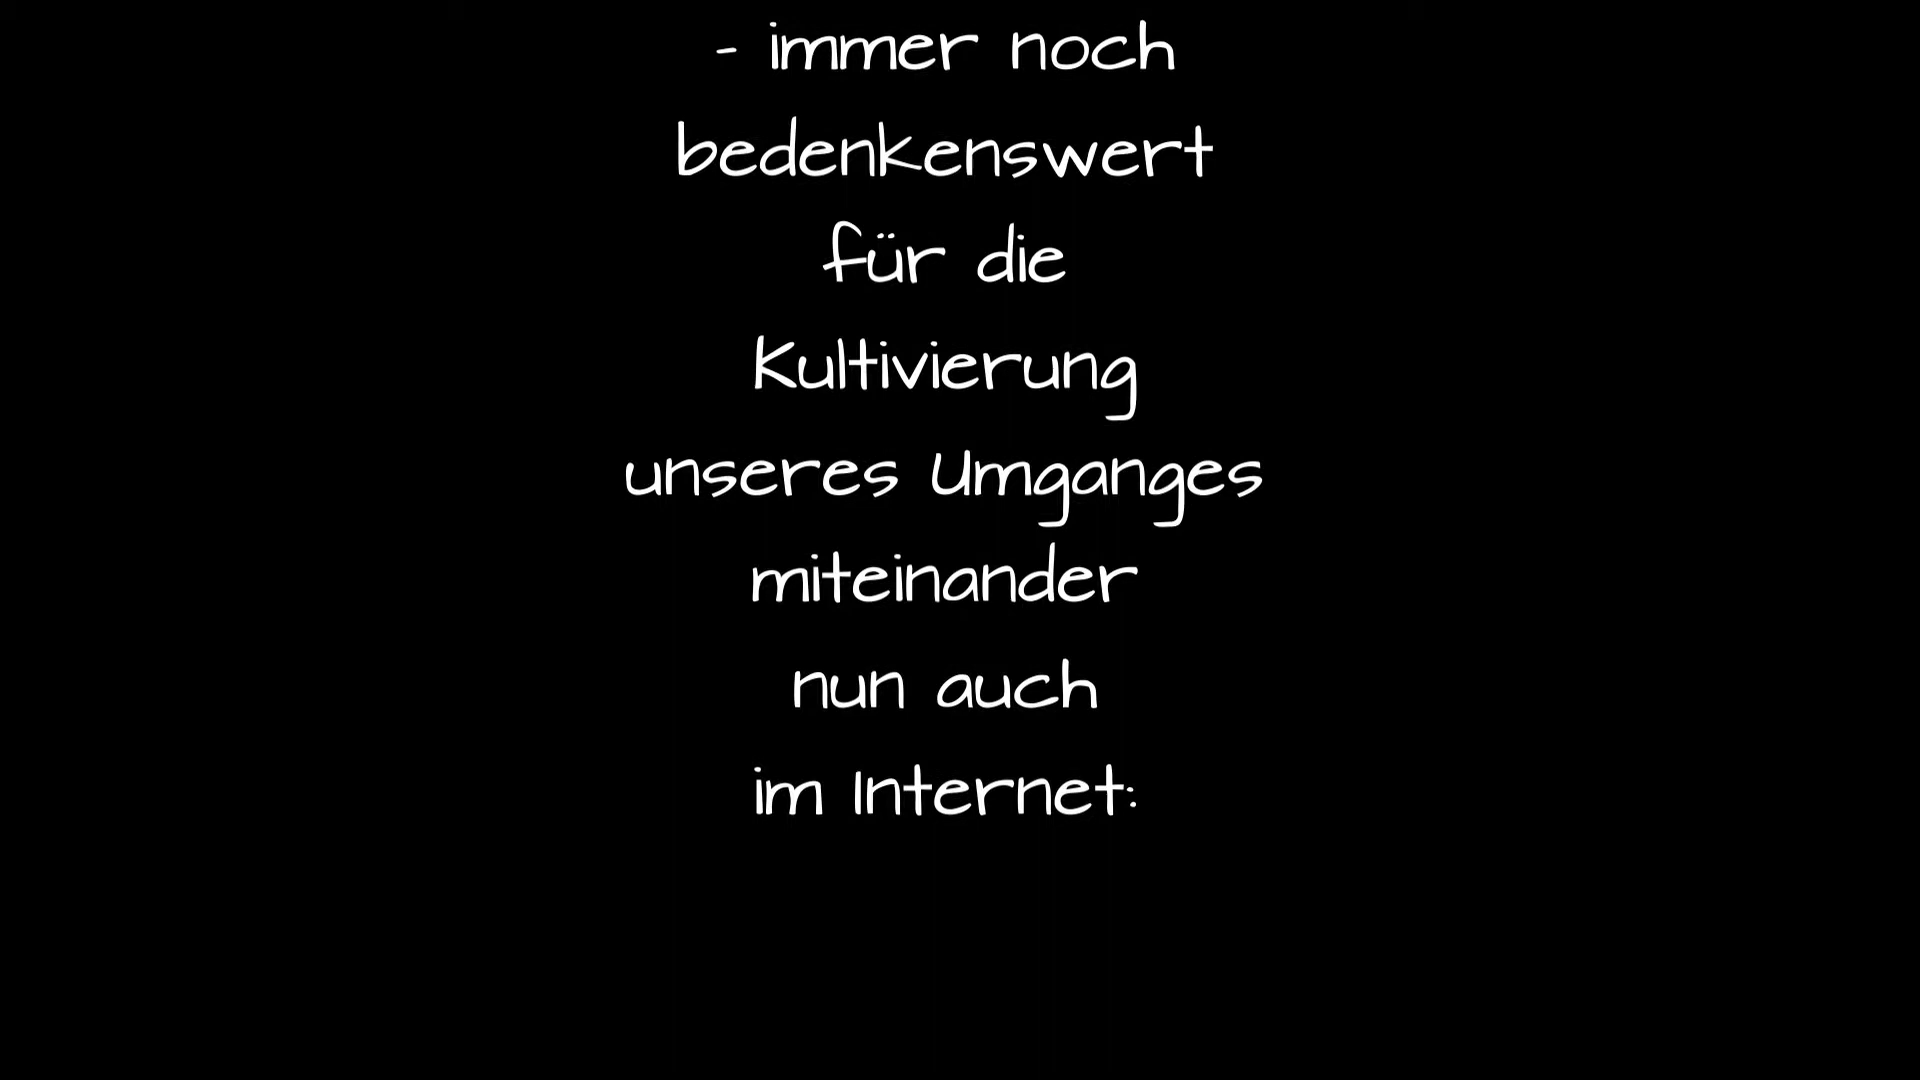 - immer noch
bedenkenswert
für die
Kultivierung
unseres Umganges
miteinander
nun auch
im Internet: